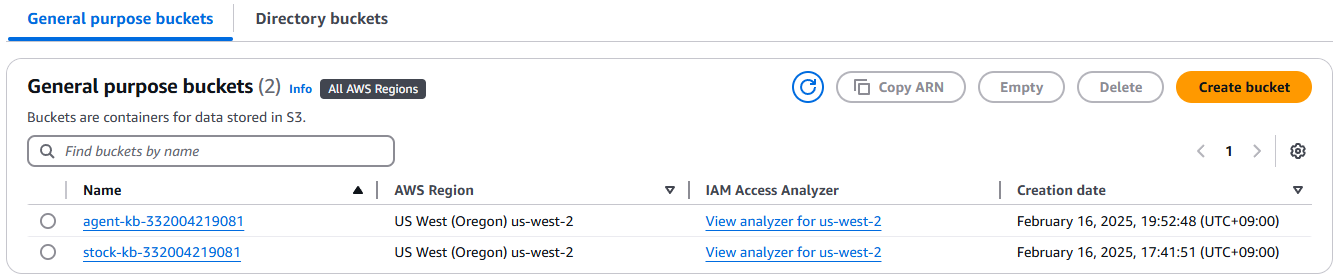 General purpose buckets Directory buckets
General purpose buckets (2) Info All AWS Regions Copy ARN Empty Delete Create bucket
Buckets are containers for data stored in S3.
Find buckets by name 1
Name AWS Region IAM Access Analyzer Creation date
agent-kb-332004219081 US West (Oregon) us-west-2 View analyzer for us-west-2 February 16, 2025, 19:52:48 (UTC+09:00)
stock-kb-332004219081 US West (Oregon) us-west-2 View analyzer for us-west-2 February 16, 2025, 17:41:51 (UTC+09:00)